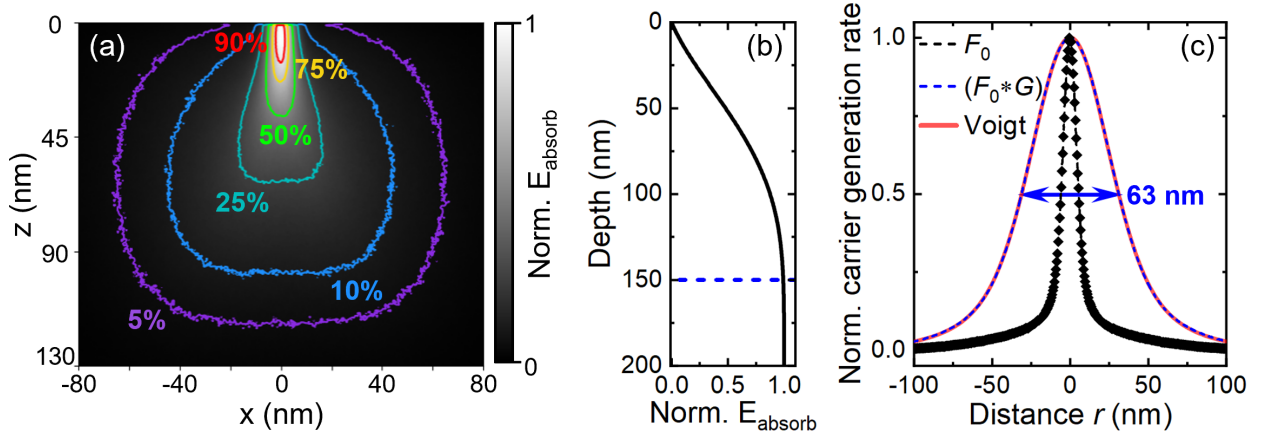 (a)
90%
75%
50%
25%
10%
5%
0
45
90
130
z (nm)
-80
-40
0
40
80
x (nm)
1
0
Norm. E_absorb
(b)
0
50
100
150
200
Depth (nm)
0.0
0.5
1.0
Norm. E_absorb
(c)
F₀
(F₀*G)
Voigt
63 nm
1.0
0.5
0.0
Norm. carrier generation rate
-100
-50
0
50
100
Distance r (nm)